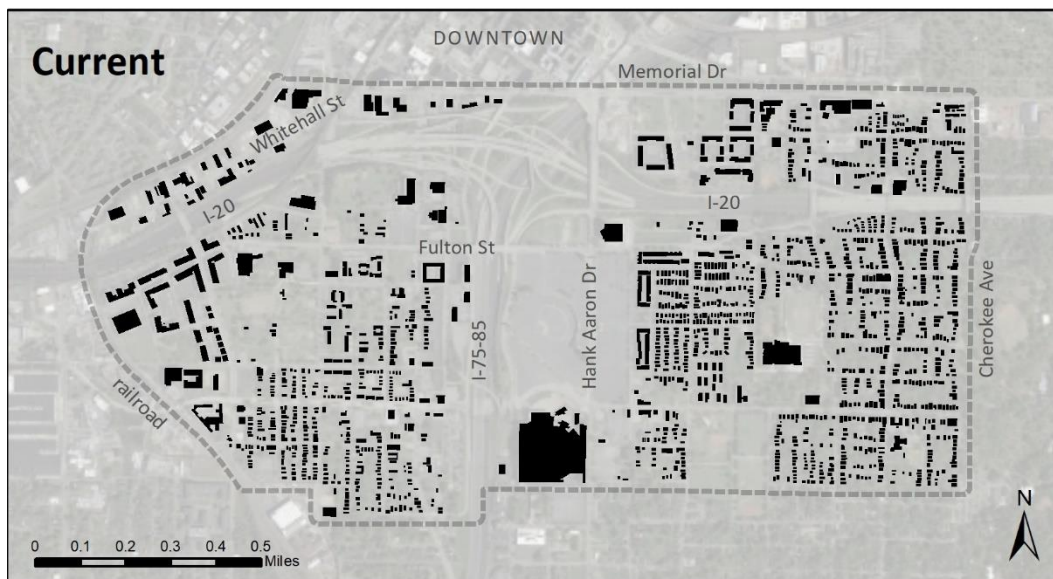 DOWNTOWN
Current
Memorial Dr
Whitehall St
I-20
I-20
Fulton St
Hank Aaron Dr
I-75-85
Cherokee Ave
railroad
N
0 0.1 0.2 0.3 0.4 0.5
Miles